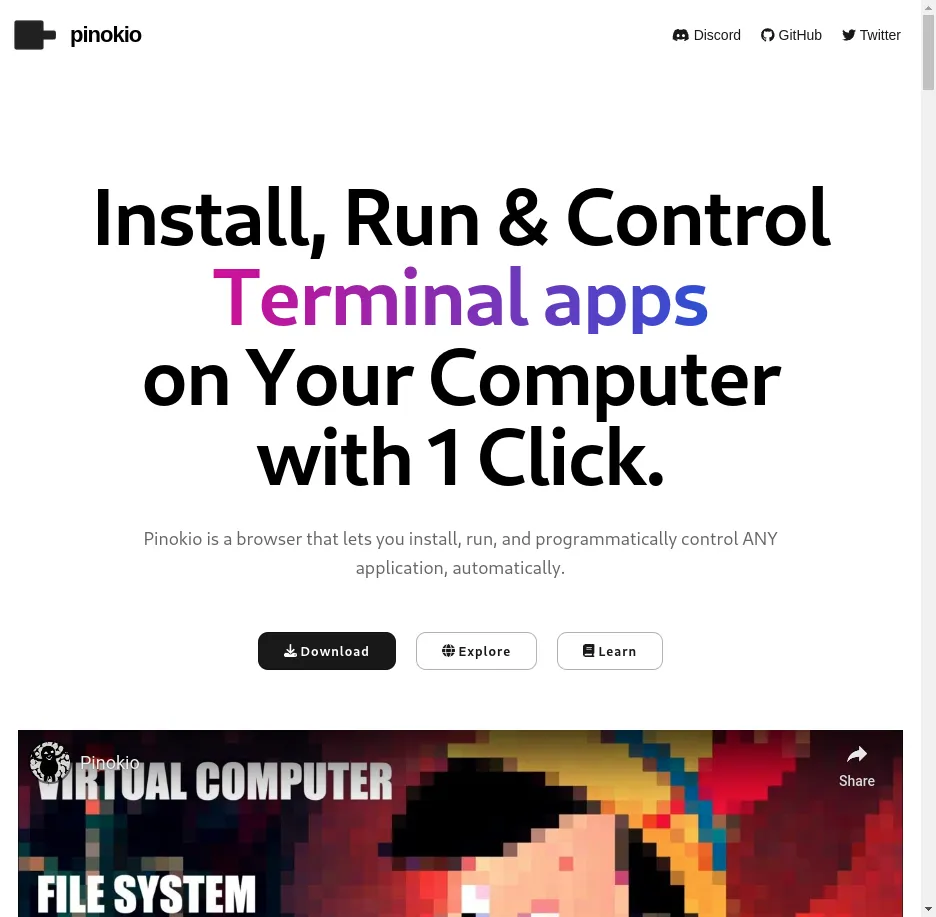 pinokio
Discord
GitHub
Twitter
Install, Run & Control
Terminal apps
on Your Computer
with 1 Click.
Pinokio is a browser that lets you install, run, and programmatically control ANY
application, automatically.
Download
Explore
Learn
Pinokio
VIRTUAL COMPUTER
Share
FILE SYSTEM